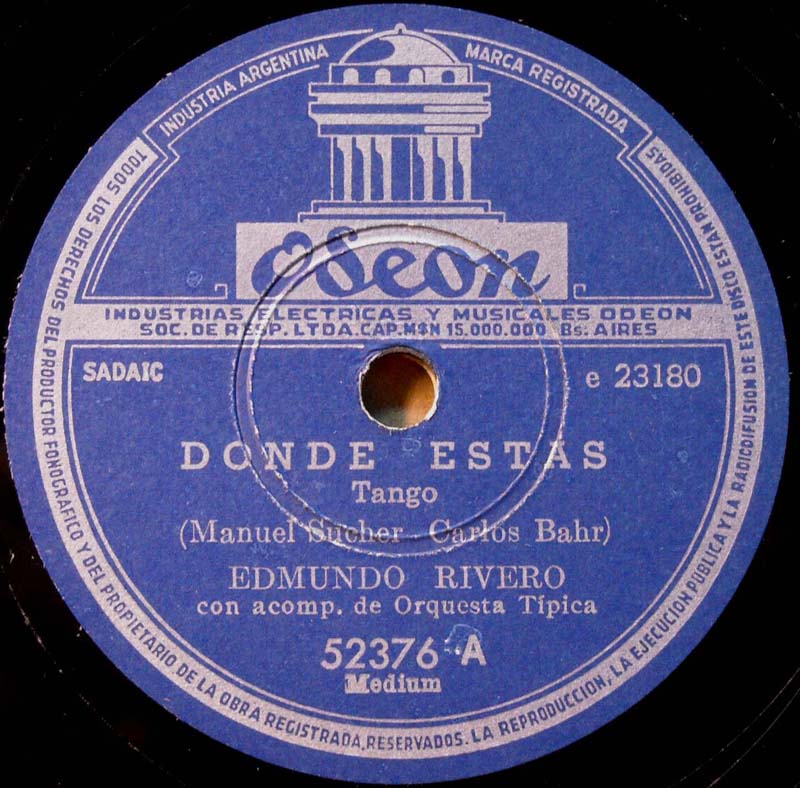 INDUSTRIA ARGENTINA
MARCA REGISTRADA
Odeon
INDUSTRIAS ELECTRICAS Y MUSICALES ODEON
SOC. DE RESP. LTDA. CAP. M$N 15.000.000 Bs. AIRES
SADAIC
e 23180
DONDE ESTAS
Tango
(Manuel Sucher - Carlos Bahr)
EDMUNDO RIVERO
con acomp. de Orquesta Típica
52376 A
Medium
TODOS LOS DERECHOS DEL PRODUCTOR FONOGRAFICO Y DEL PROPIETARIO DE LA OBRA REGISTRADA, RESERVADOS. LA REPRODUCCION, LA EJECUCION PUBLICA Y LA RADIODIFUSION DE ESTE DISCO ESTAN PROHIBIDAS